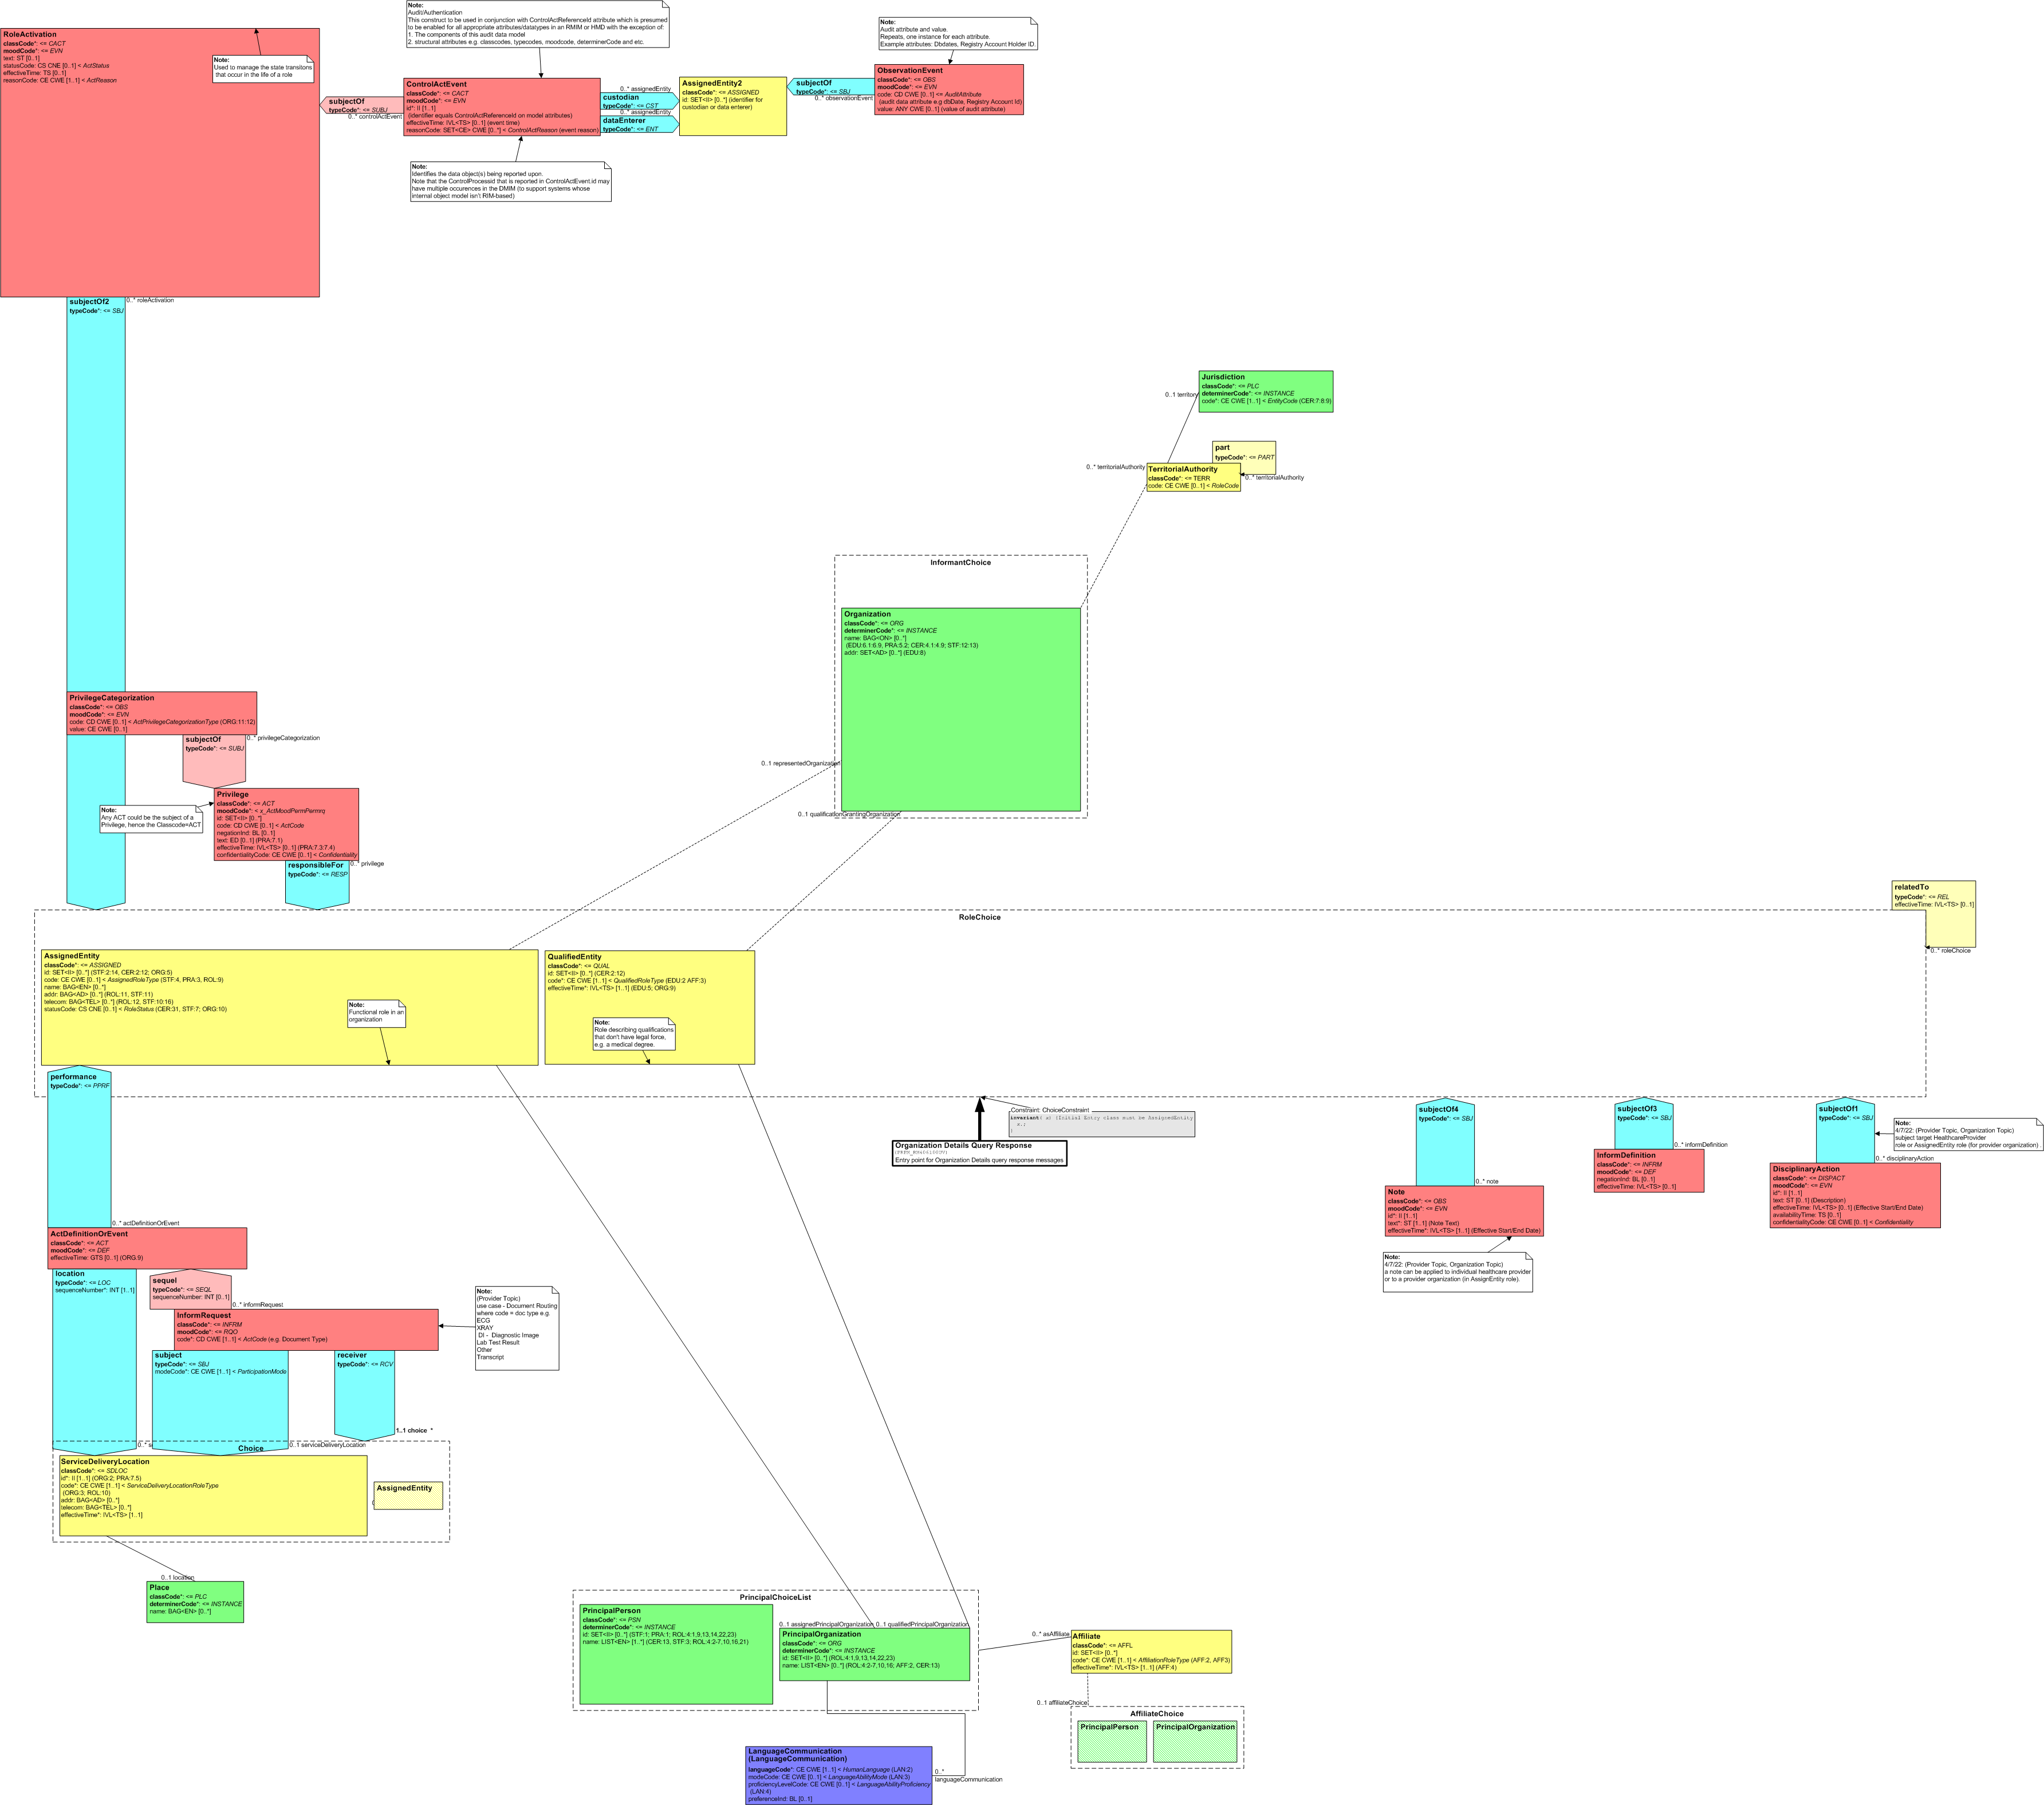 RoleActivation
classCode*: <= CACT
moodCode*: <= EVN
text: ST [0..1]
statusCode: CS CNE [0..1] < ActStatus
effectiveTime: TS [0..1]
reasonCode: CE CWE [1..1] < ActReason
Note:
Used to manage the state transitons
that occur in the life of a role
Note:
Audit/Authentication
This construct to be used in conjunction with ControlActReferenceId attribute which is presumed
to be enabled for all appropriate attributes/datatypes in an RMIM or HMD with the exception of:
1. The components of this audit data model
2. structural attributes e.g. classcodes, typecodes, moodcode, determinerCode and etc.
Note:
Audit attribute and value.
Repeats, one instance for each attribute.
Example attributes: Dbdates, Registry Account Holder ID.
subjectOf
typeCode*: <= SUBJ
0..* controlActEvent
ControlActEvent
classCode*: <= CACT
moodCode*: <= EVN
id*: II [1..1]
(identifier equals ControlActReferenceId on model attributes)
effectiveTime: IVL<TS> [0..1] (event time)
reasonCode: SET<CE> CWE [0..*] < ControlActReason (event reason)
0..* assignedEntity
custodian
typeCode*: <= CST
0..* assignedEntity
dataEnterer
typeCode*: <= ENT
AssignedEntity2
classCode*: <= ASSIGNED
id: SET<II> [0..*] (identifier for
custodian or data enterer)
subjectOf
typeCode*: <= SBJ
0..* observationEvent
ObservationEvent
classCode*: <= OBS
moodCode*: <= EVN
code: CD CWE [0..1] <= AuditAttribute
(audit data attribute e.g dbDate, Registry Account Id)
value: ANY CWE [0..1] (value of audit attribute)
Note:
Identifies the data object(s) being reported upon.
Note that the ControlProcessid that is reported in ControlActEvent.id may
have multiple occurences in the DMIM (to support systems whose
internal object model isn't RIM-based)
subjectOf2
typeCode*: <= SBJ
0..* roleActivation
Jurisdiction
classCode*: <= PLC
determinerCode*: <= INSTANCE
code*: CE CWE [1..1] < EntityCode (CER:7:8:9)
0..1 territory
part
typeCode*: <= PART
0..* territorialAuthority
0..* territorialAuthority
TerritorialAuthority
classCode*: <= TERR
code: CE CWE [0..1] < RoleCode
InformantChoice
Organization
classCode*: <= ORG
determinerCode*: <= INSTANCE
name: BAG<ON> [0..*]
(EDU:6.1:6.9, PRA:5.2; CER:4.1:4.9; STF:12:13)
addr: SET<AD> [0..*] (EDU:8)
0..1 representedOrganization
0..1 qualificationGrantingOrganization
PrivilegeCategorization
classCode*: <= OBS
moodCode*: <= EVN
code: CD CWE [0..1] < ActPrivilegeCategorizationType (ORG:11:12)
value: CE CWE [0..1]
subjectOf
typeCode*: <= SUBJ
0..* privilegeCategorization
Note:
Any ACT could be the subject of a
Privilege, hence the Classcode=ACT
Privilege
classCode*: <= ACT
moodCode*: < x_ActMoodPermPermrq
id: SET<II> [0..*]
code: CD CWE [0..1] < ActCode
negationInd: BL [0..1]
text: ED [0..1] (PRA:7.1)
effectiveTime: IVL<TS> [0..1] (PRA:7.3:7.4)
confidentialityCode: CE CWE [0..1] < Confidentiality
responsibleFor
typeCode*: <= RESP
0..* privilege
RoleChoice
relatedTo
typeCode*: <= REL
effectiveTime: IVL<TS> [0..1]
0..* roleChoice
AssignedEntity
classCode*: <= ASSIGNED
id: SET<II> [0..*] (STF:2:14, CER:2:12; ORG:5)
code: CE CWE [0..1] < AssignedRoleType (STF:4, PRA:3, ROL:9)
name: BAG<EN> [0..*]
addr: BAG<AD> [0..*] (ROL:11, STF:11)
telecom: BAG<TEL> [0..*] (ROL:12, STF:10:16)
statusCode: CS CNE [0..1] < RoleStatus (CER:31, STF:7; ORG:10)
Note:
Functional role in an
organization
QualifiedEntity
classCode*: <= QUAL
id: SET<II> [0..*] (CER:2:12)
code*: CE CWE [1..1] < QualifiedRoleType (EDU:2 AFF:3)
effectiveTime*: IVL<TS> [1..1] (EDU:5; ORG:9)
Note:
Role describing qualifications
that don't have legal force,
e.g. a medical degree.
performance
typeCode*: <= PPRF
0..* actDefinitionOrEvent
Constraint: ChoiceConstraint
Organization Details Query Response
Entry point for Organization Details query response messages
subjectOf4
typeCode*: <= SBJ
0..* note
subjectOf3
typeCode*: <= SBJ
0..* informDefinition
subjectOf1
typeCode*: <= SBJ
0..* disciplinaryAction
Note:
4/7/22: (Provider Topic, Organization Topic)
subject target HealthcareProvider
role or AssignedEntity role (for provider organization) .
InformDefinition
classCode*: <= INFRM
moodCode*: <= DEF
negationInd: BL [0..1]
effectiveTime: IVL<TS> [0..1]
DisciplinaryAction
classCode*: <= DISPACT
moodCode*: <= EVN
id*: II [1..1]
text: ST [0..1] (Description)
effectiveTime: IVL<TS> [0..1] (Effective Start/End Date)
availabilityTime: TS [0..1]
confidentialityCode: CE CWE [0..1] < Confidentiality
Note
classCode*: <= OBS
moodCode*: <= EVN
id*: II [1..1]
text*: ST [1..1] (Note Text)
effectiveTime*: IVL<TS> [1..1] (Effective Start/End Date)
Note:
4/7/22: (Provider Topic, Organization Topic)
a note can be applied to individual healthcare provider
or to a provider organization (in AssignEntity role).
ActDefinitionOrEvent
classCode*: <= ACT
moodCode*: <= DEF
effectiveTime: GTS [0..1] (ORG:9)
location
typeCode*: <= LOC
sequenceNumber*: INT [1..1]
sequel
typeCode*: <= SEQL
sequenceNumber: INT [0..1]
0..* informRequest
InformRequest
classCode*: <= INFRM
moodCode*: <= RQO
code*: CD CWE [1..1] < ActCode (e.g. Document Type)
Note:
(Provider Topic)
use case - Document Routing
where code = doc type e.g.
ECG
XRAY
DI - Diagnostic Image
Lab Test Result
Other
Transcript
subject
typeCode*: <= SBJ
modeCode*: CE CWE [1..1] < ParticipationMode
receiver
typeCode*: <= RCV
1..1 choice *
0..* s
Choice
0..1 serviceDeliveryLocation
ServiceDeliveryLocation
classCode*: <= SDLOC
id*: II [1..1] (ORG:2; PRA:7.5)
code*: CE CWE [1..1] < ServiceDeliveryLocationRoleType
(ORG:3; ROL:10)
addr: BAG<AD> [0..*]
telecom: BAG<TEL> [0..*]
effectiveTime*: IVL<TS> [1..1]
AssignedEntity
0..1 location
Place
classCode*: <= PLC
determinerCode*: <= INSTANCE
name: BAG<EN> [0..*]
PrincipalChoiceList
PrincipalPerson
classCode*: <= PSN
determinerCode*: <= INSTANCE
id: SET<II> [0..*] (STF:1; PRA:1; ROL:4:1,9,13,14,22,23)
name: LIST<EN> [1..*] (CER:13, STF:3; ROL:4:2-7,10,16,21)
0..1 assignedPrincipalOrganization
0..1 qualifiedPrincipalOrganization
PrincipalOrganization
classCode*: <= ORG
determinerCode*: <= INSTANCE
id: SET<II> [0..*] (ROL:4:1,9,13,14,22,23)
name: LIST<EN> [0..*] (ROL:4:2-7,10,16; AFF:2, CER:13)
0..* asAffiliate
Affiliate
classCode*: <= AFFL
id: SET<II> [0..*]
code*: CE CWE [1..1] < AffiliationRoleType (AFF:2, AFF3)
effectiveTime*: IVL<TS> [1..1] (AFF:4)
0..1 affiliateChoice
AffiliateChoice
PrincipalPerson
PrincipalOrganization
LanguageCommunication
(LanguageCommunication)
languageCode*: CE CWE [1..1] < HumanLanguage (LAN:2)
modeCode: CE CWE [0..1] < LanguageAbilityMode (LAN:3)
proficiencyLevelCode: CE CWE [0..1] < LanguageAbilityProficiency
(LAN:4)
preferenceInd: BL [0..1]
0..*
languageCommunication